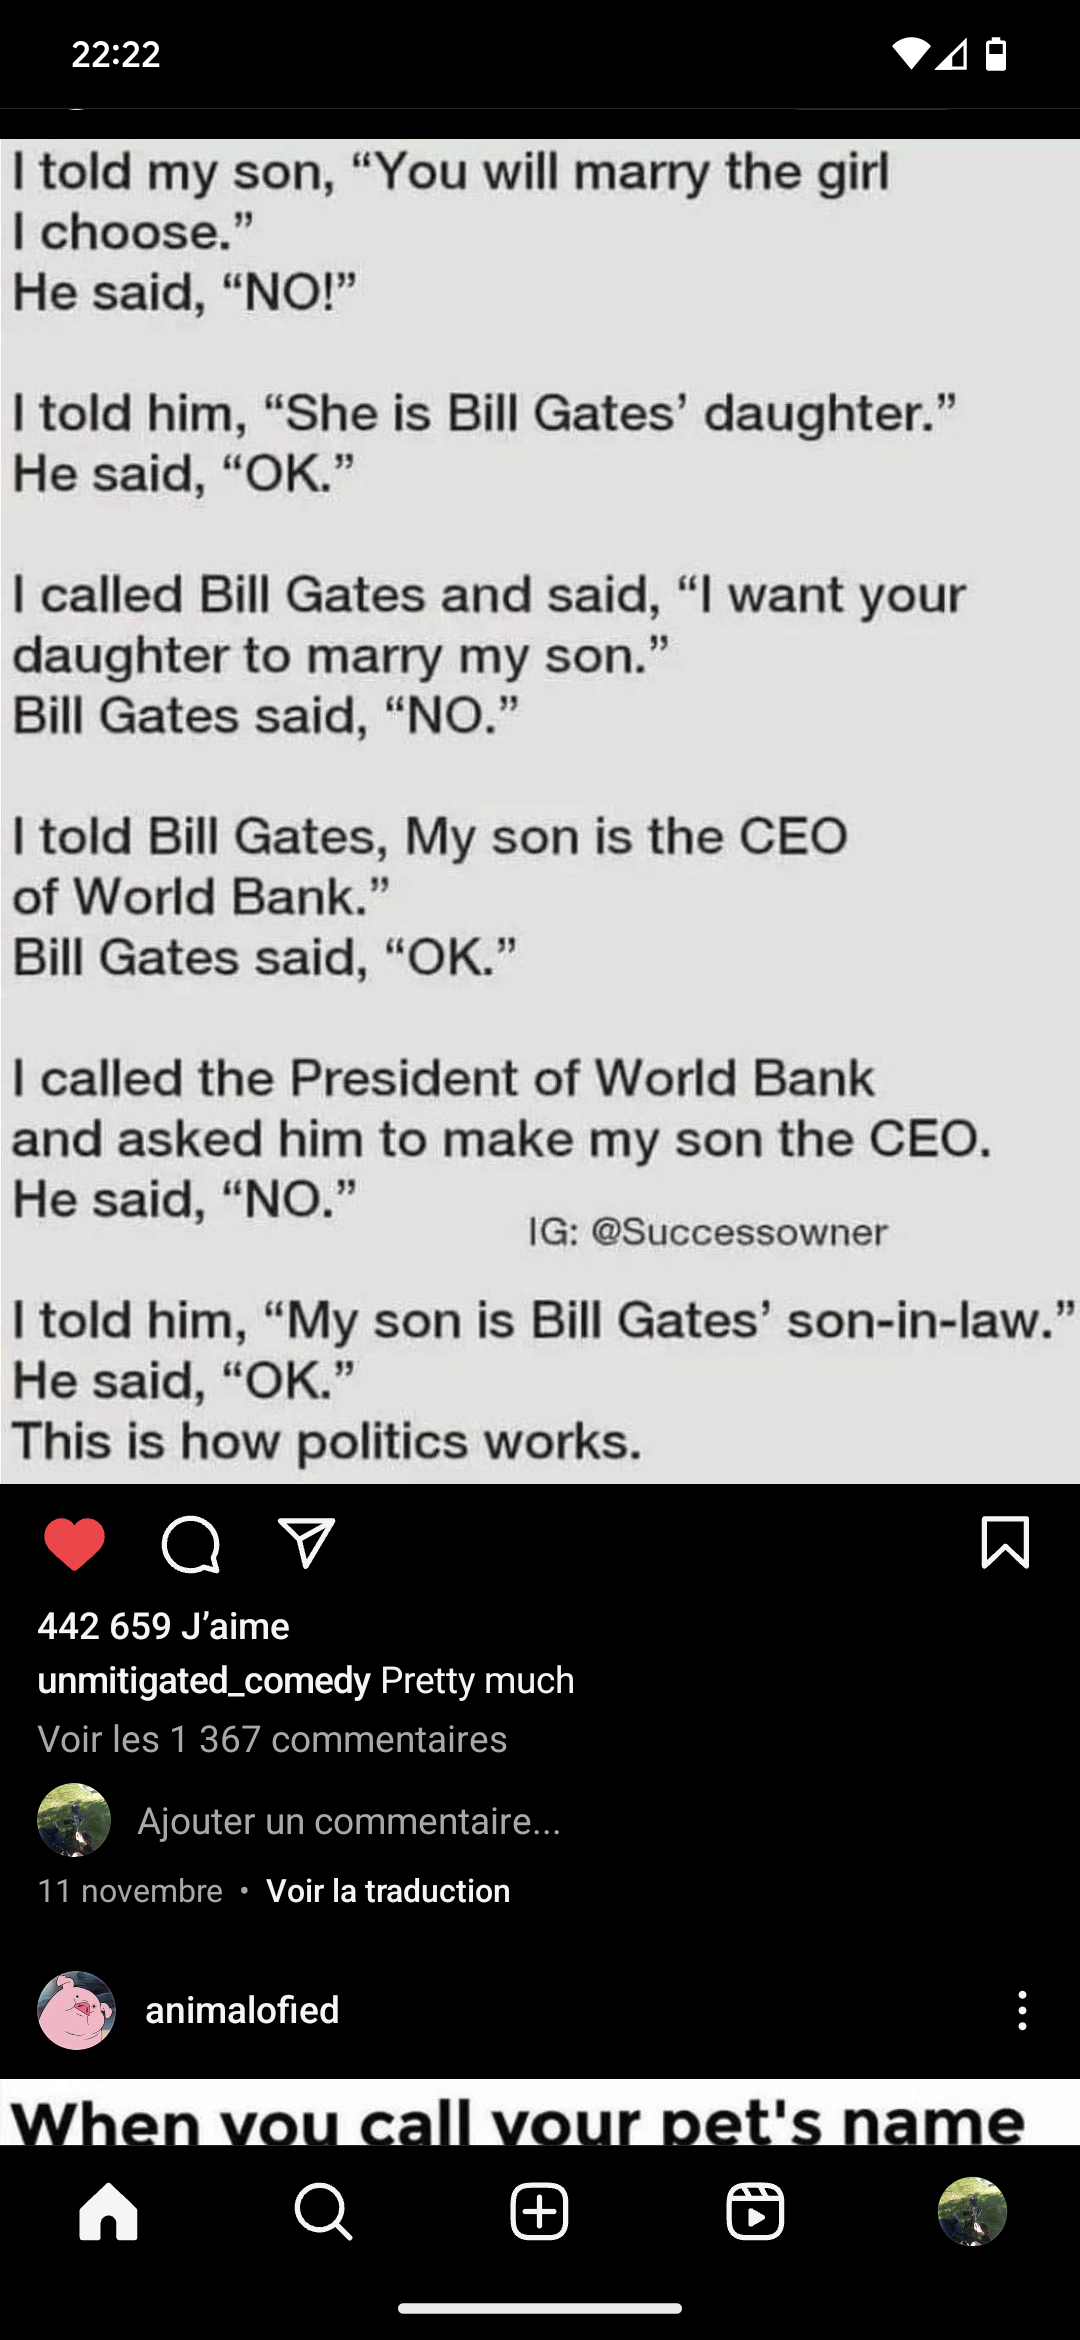 22:22
I told my son, “You will marry the girl
I choose.”
He said, “NO!”
I told him, “She is Bill Gates’ daughter.”
He said, “OK.”
I called Bill Gates and said, “I want your
daughter to marry my son.”
Bill Gates said, “NO.”
I told Bill Gates, My son is the CEO
of World Bank.”
Bill Gates said, “OK.”
I called the President of World Bank
and asked him to make my son the CEO.
He said, “NO.”
IG: @Successowner
I told him, “My son is Bill Gates’ son-in-law.”
He said, “OK.”
This is how politics works.
442 659 J’aime
unmitigated_comedy Pretty much
Voir les 1 367 commentaires
Ajouter un commentaire...
11 novembre • Voir la traduction
animalofied
When you call your pet's name